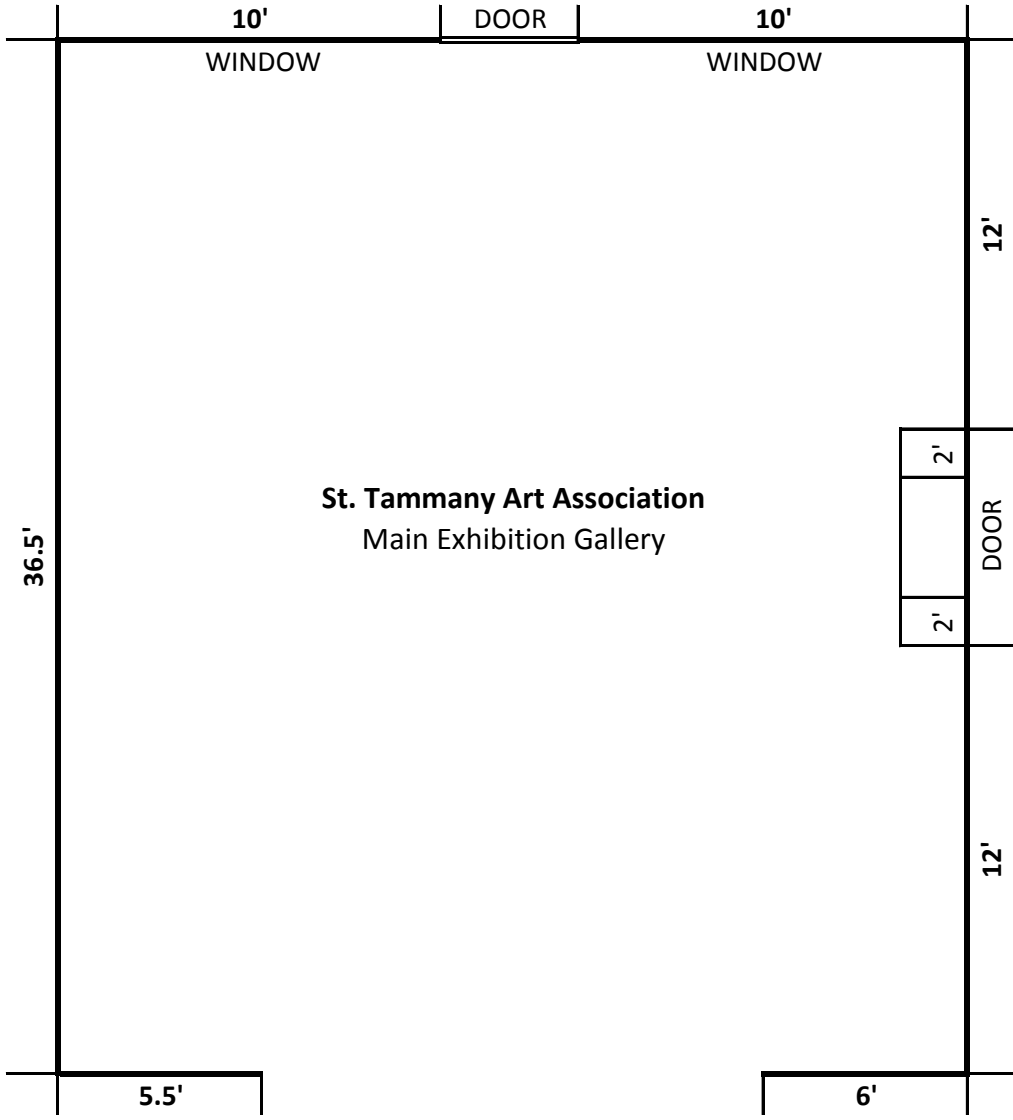 10'
DOOR
10'
WINDOW
WINDOW
12'
2'
St. Tammany Art Association
Main Exhibition Gallery
DOOR
36.5'
2'
12'
5.5'
6'